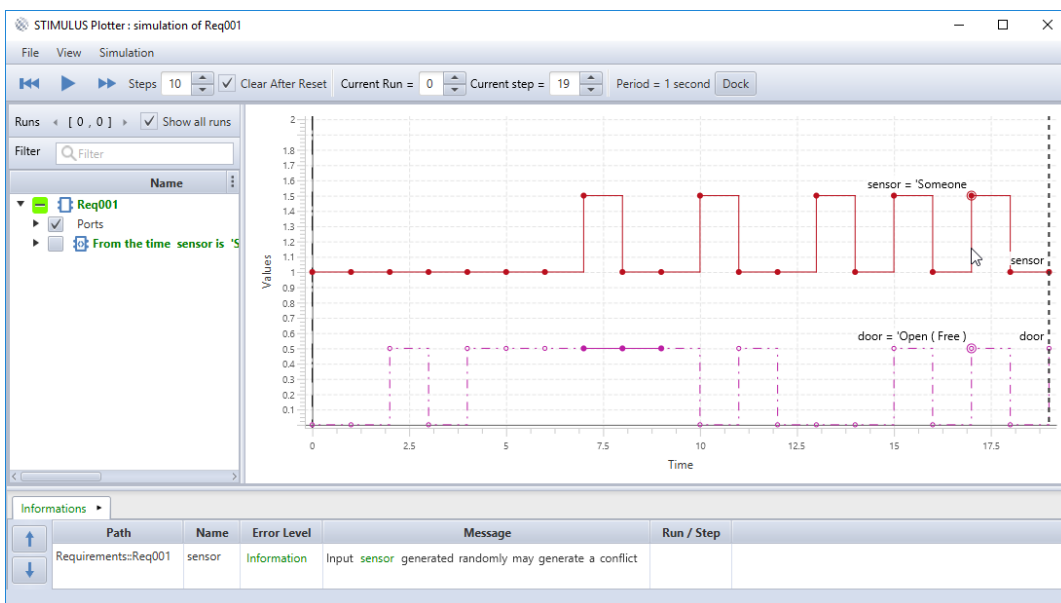 STIMULUS Plotter : simulation of Req001
File View Simulation
Steps 10 Clear After Reset Current Run = 0 Current step = 19 Period = 1 second Dock
Runs [ 0 , 0 ] Show all runs
Filter Filter
Name
Req001
Ports
From the time sensor is 'S
2
1.8
1.7
1.6
1.5
1.4
1.3
1.2
1.1
1
0.9
0.8
0.7
0.6
0.5
0.4
0.3
0.2
0.1
Values
sensor = 'Someone
sensor
door = 'Open ( Free )
door
0 2.5 5 7.5 10 12.5 15 17.5
Time
Informations
Path Name Error Level Message Run / Step
Requirements::Req001 sensor Information Input sensor generated randomly may generate a conflict